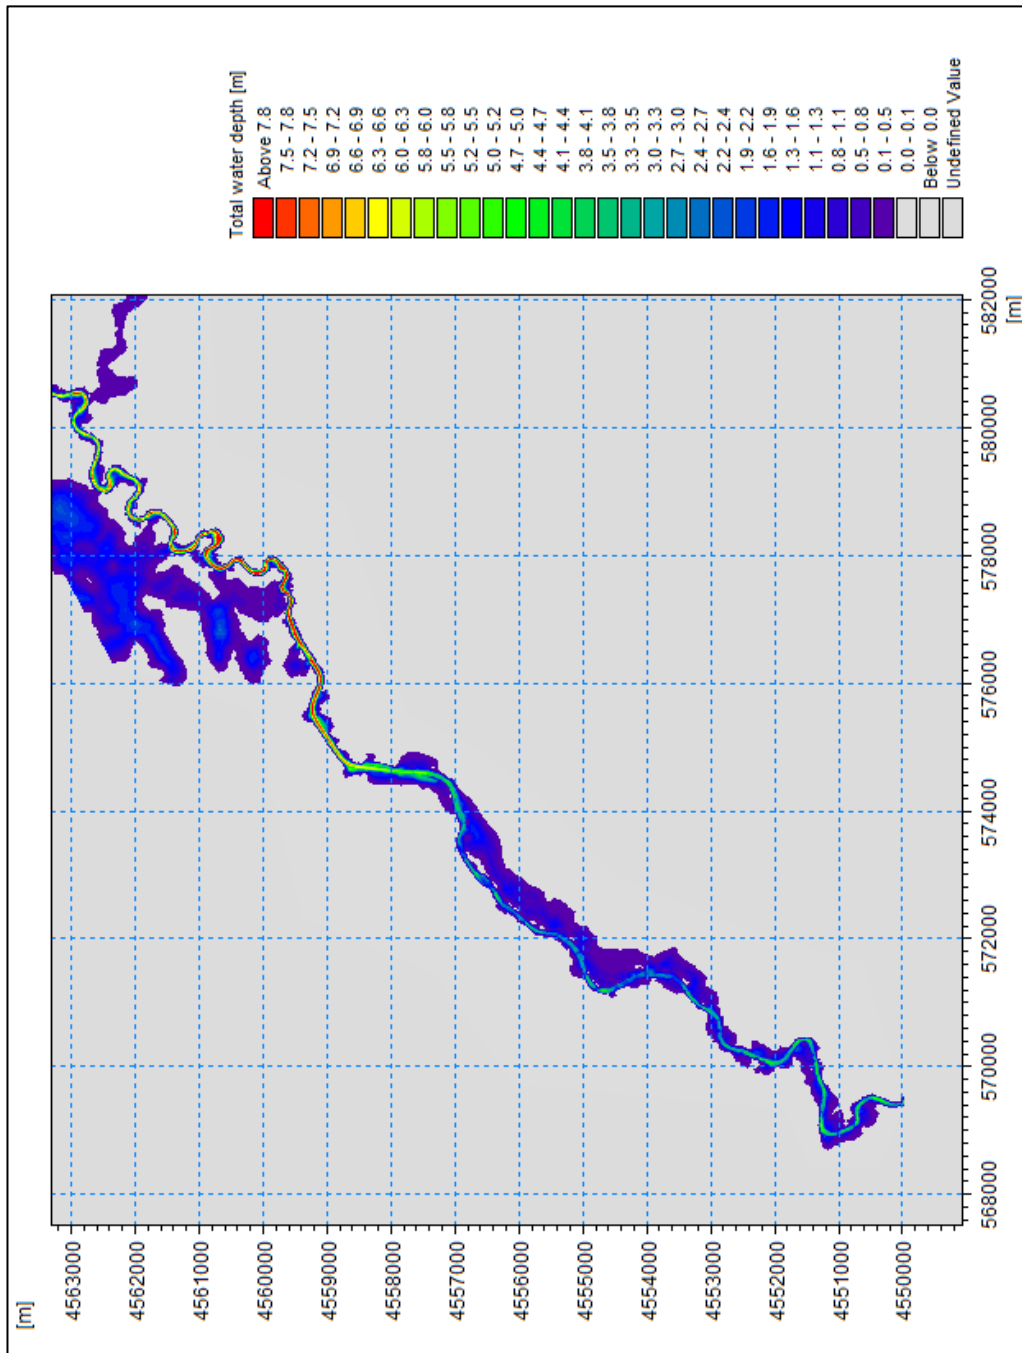 Total water depth [m]
Above 7.8
7.5 - 7.8
7.2 - 7.5
6.9 - 7.2
6.6 - 6.9
6.3 - 6.6
6.0 - 6.3
5.8 - 6.0
5.5 - 5.8
5.2 - 5.5
5.0 - 5.2
4.7 - 5.0
4.4 - 4.7
4.1 - 4.4
3.8 - 4.1
3.5 - 3.8
3.3 - 3.5
3.0 - 3.3
2.7 - 3.0
2.4 - 2.7
2.2 - 2.4
1.9 - 2.2
1.6 - 1.9
1.3 - 1.6
1.1 - 1.3
0.8 - 1.1
0.5 - 0.8
0.1 - 0.5
0.0 - 0.1
Below 0.0
Undefined Value
[m]
4563000
4562000
4561000
4560000
4559000
4558000
4557000
4556000
4555000
4554000
4553000
4552000
4551000
4550000
568000
570000
572000
574000
576000
578000
580000
582000
[m]